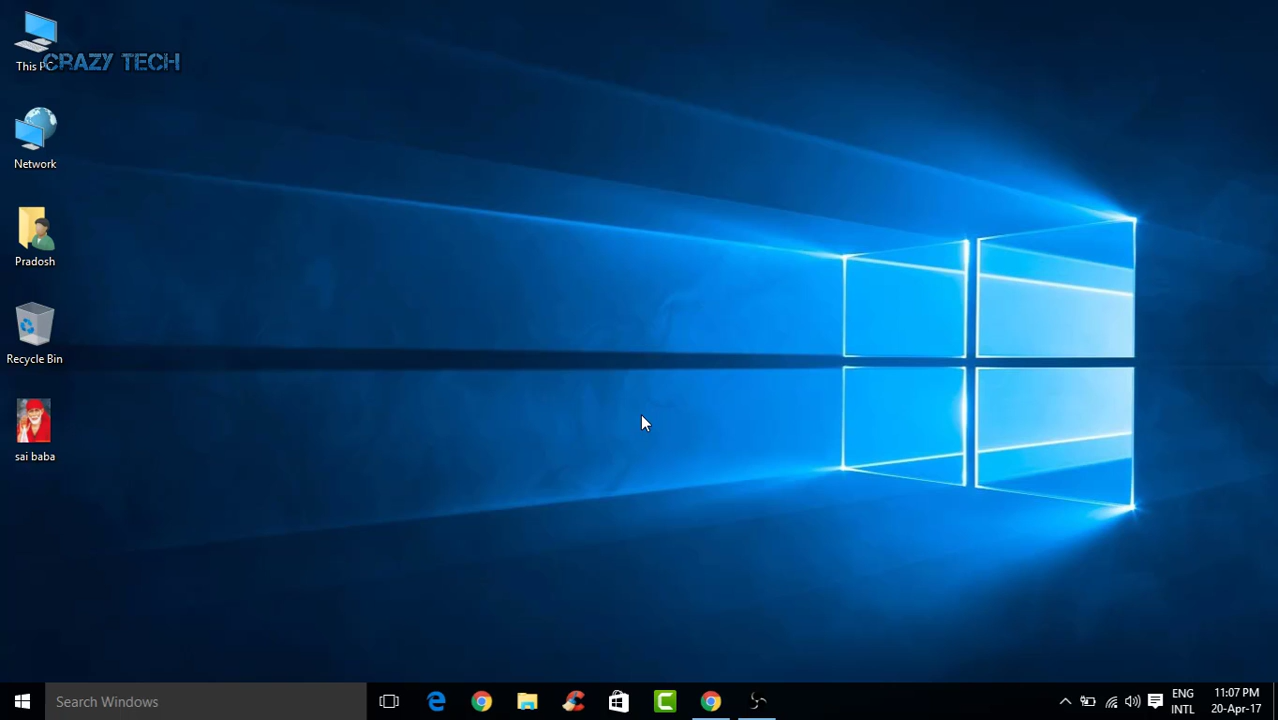 This PC
CRAZY TECH
Network
Pradosh
Recycle Bin
sai baba
Search Windows
ENG
INTL
11:07 PM
20-Apr-17